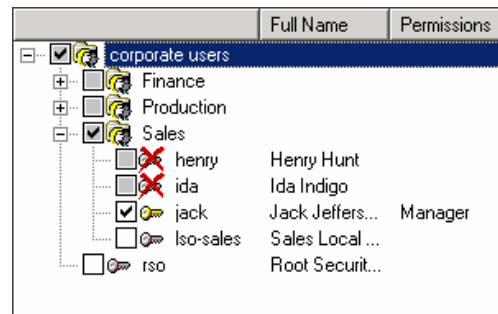 Full Name Permissions
corporate users
Finance
Production
Sales
henry Henry Hunt
ida Ida Indigo
jack Jack Jeffers... Manager
lso-sales Sales Local ...
rso Root Securit...